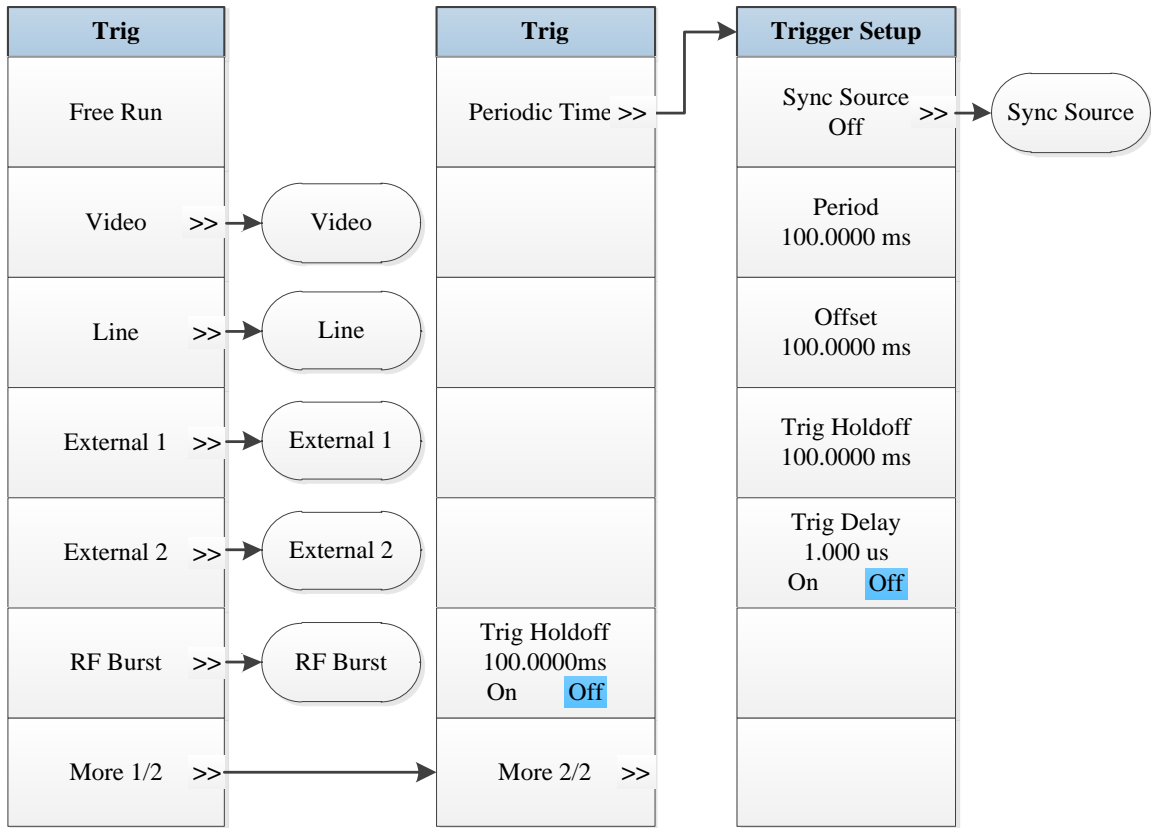 Trig
Free Run
Video >>
Video
Line >>
Line
External 1 >>
External 1
External 2 >>
External 2
RF Burst >>
RF Burst
More 1/2 >>
Trig
Periodic Time >>
Trig Holdoff
100.0000ms
On Off
More 2/2 >>
Trigger Setup
Sync Source
Off >>
Sync Source
Period
100.0000 ms
Offset
100.0000 ms
Trig Holdoff
100.0000 ms
Trig Delay
1.000 us
On Off